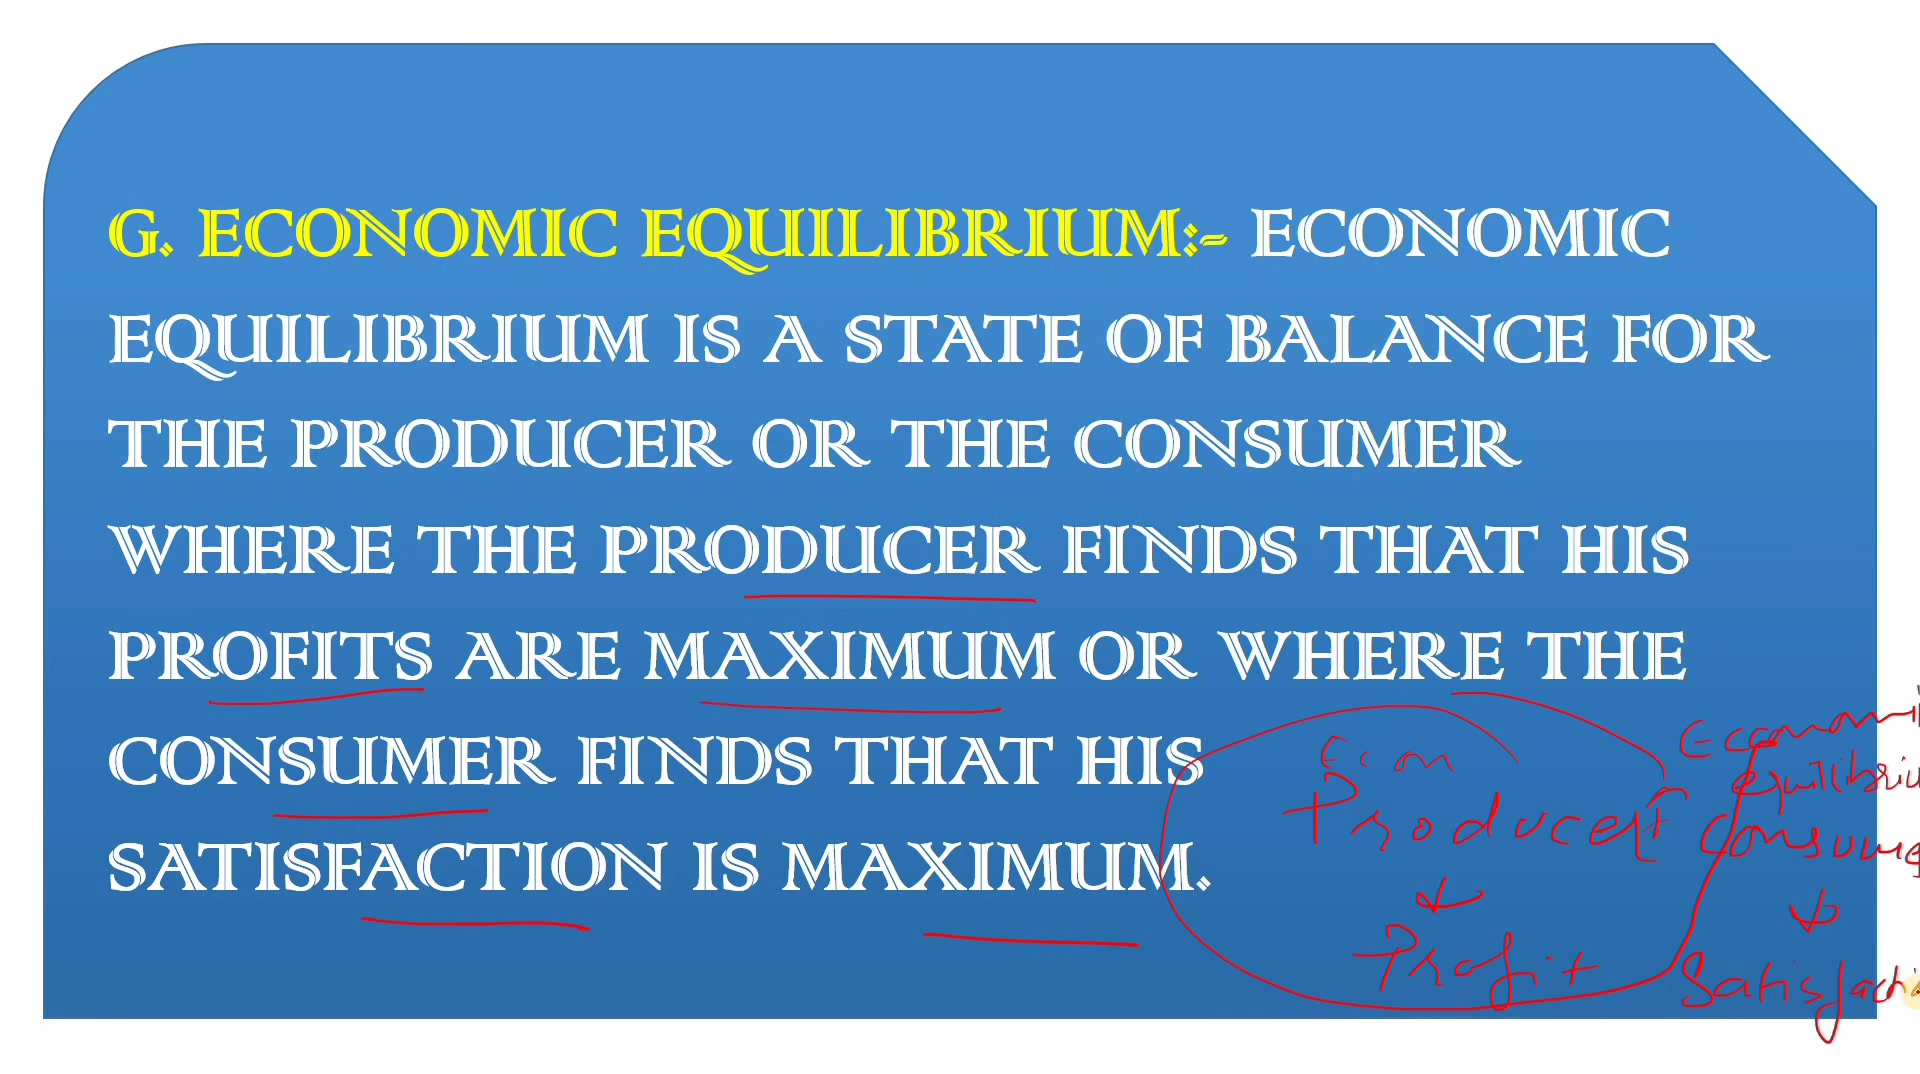 G. ECONOMIC EQUILIBRIUM:- ECONOMIC
EQUILIBRIUM IS A STATE OF BALANCE FOR
THE PRODUCER OR THE CONSUMER
WHERE THE PRODUCER FINDS THAT HIS
PROFITS ARE MAXIMUM OR WHERE THE
CONSUMER FINDS THAT HIS
SATISFACTION IS MAXIMUM.
Producer
Profit